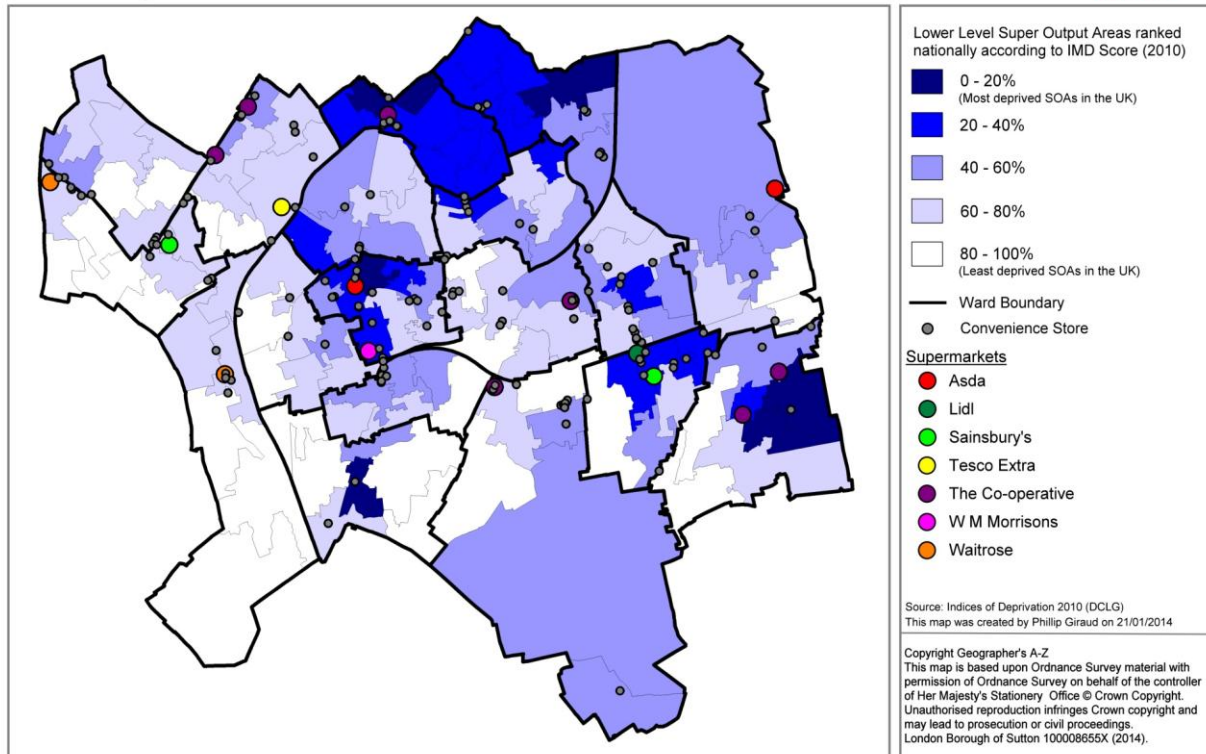 Lower Level Super Output Areas ranked
nationally according to IMD Score (2010)
0 - 20%
(Most deprived SOAs in the UK)
20 - 40%
40 - 60%
60 - 80%
80 - 100%
(Least deprived SOAs in the UK)
Ward Boundary
Convenience Store
Supermarkets
Asda
Lidl
Sainsbury's
Tesco Extra
The Co-operative
W M Morrisons
Waitrose
Source: Indices of Deprivation 2010 (DCLG)
This map was created by Phillip Giraud on 21/01/2014
Copyright Geographer's A-Z
This map is based upon Ordnance Survey material with
permission of Ordnance Survey on behalf of the controller
of Her Majesty's Stationery Office © Crown Copyright.
Unauthorised reproduction infringes Crown copyright and
may lead to prosecution or civil proceedings.
London Borough of Sutton 100008655X (2014).